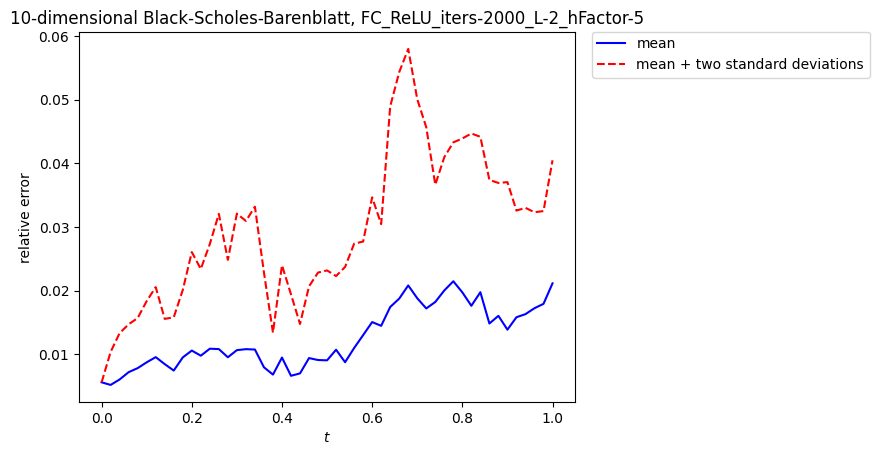 10-dimensional Black-Scholes-Barenblatt, FC_ReLU_iters-2000_L-2_hFactor-5
mean
mean + two standard deviations
relative error
0.06
0.05
0.04
0.03
0.02
0.01
0.0
0.2
0.4
0.6
0.8
1.0
t